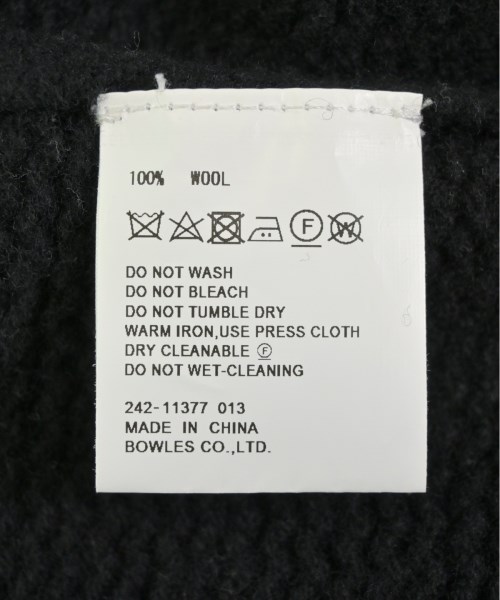 100% WOOL
F W
DO NOT WASH
DO NOT BLEACH
DO NOT TUMBLE DRY
WARM IRON,USE PRESS CLOTH
DRY CLEANABLE Ⓕ
DO NOT WET-CLEANING
242-11377 013
MADE IN CHINA
BOWLES CO.,LTD.